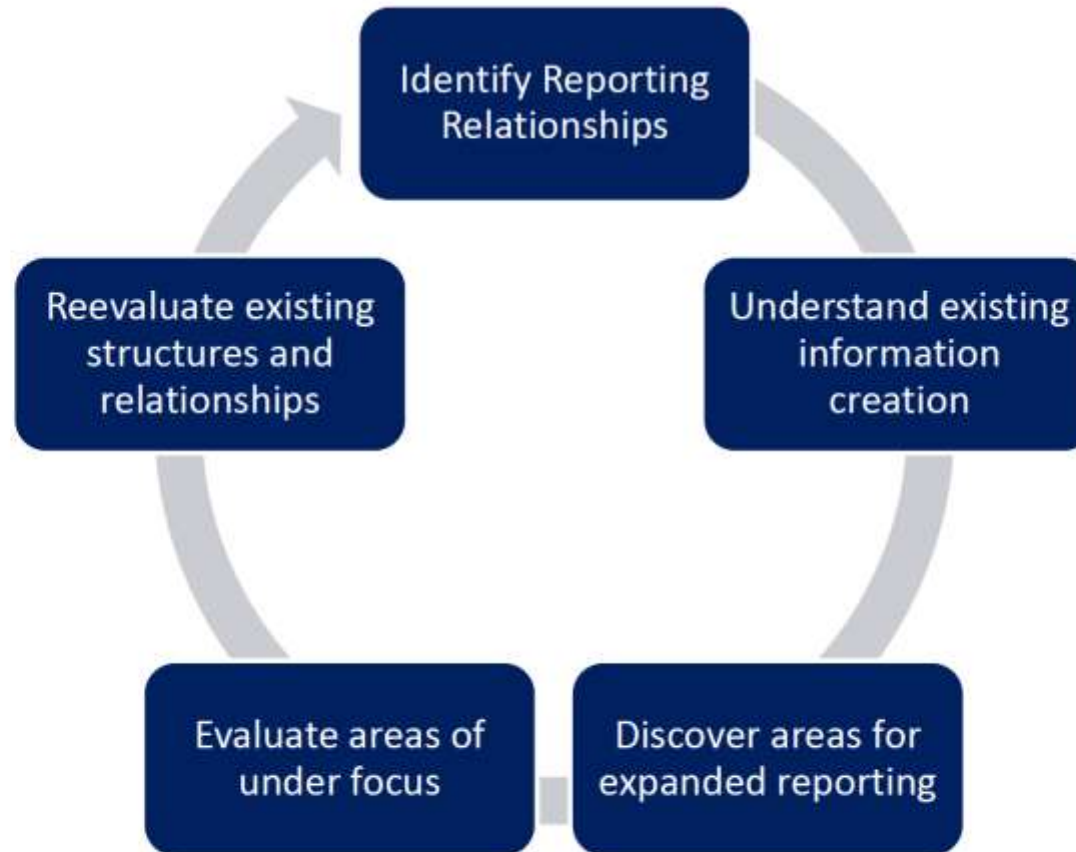 Identify Reporting
Relationships
Understand existing
information
creation
Discover areas for
expanded reporting
Evaluate areas of
under focus
Reevaluate existing
structures and
relationships